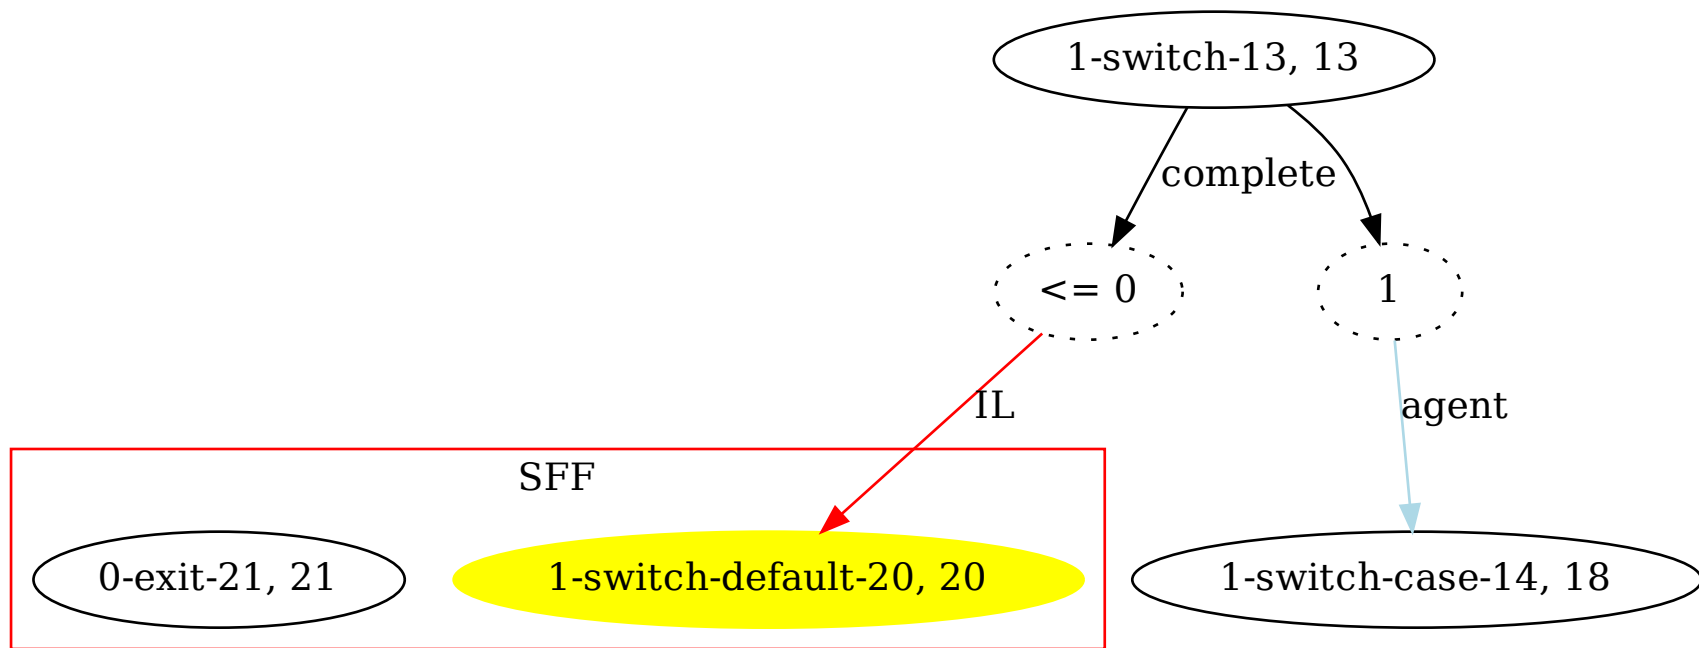 1-switch-13, 13
complete
<= 0
1
IL
agent
SFF
0-exit-21, 21
1-switch-default-20, 20
1-switch-case-14, 18